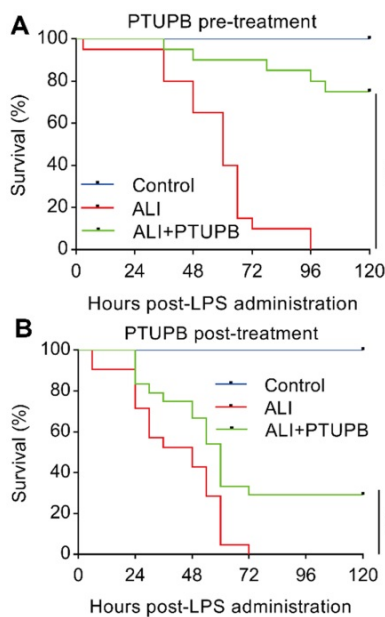 A
PTUPB pre-treatment
Survival (%)
100
80
60
40
20
0
Control
ALI
ALI+PTUPB
0 24 48 72 96 120
Hours post-LPS administration
B
PTUPB post-treatment
Survival (%)
100
80
60
40
20
0
Control
ALI
ALI+PTUPB
0 24 48 72 96 120
Hours post-LPS administration